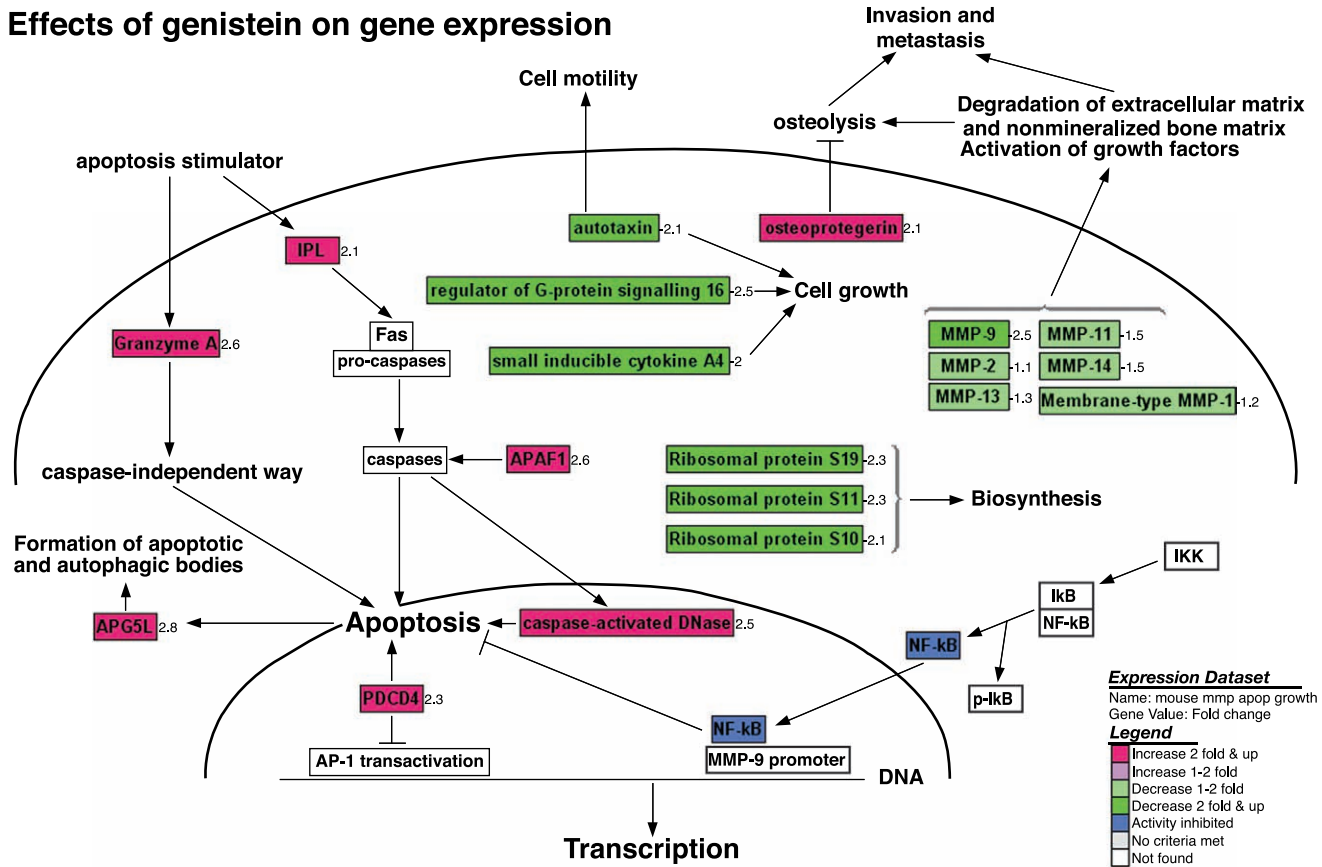 Effects of genistein on gene expression
Invasion and
metastasis
Cell motility
Degradation of extracellular matrix
and nonmineralized bone matrix
Activation of growth factors
osteolysis
apoptosis stimulator
autotaxin -2.1
osteoprotegerin 2.1
IPL 2.1
regulator of G-protein signalling 16 -2.5
Cell growth
Fas
pro-caspases
Granzyme A 2.6
small inducible cytokine A4 -2
MMP-9 -2.5
MMP-11 -1.5
MMP-2 -1.1
MMP-14 -1.5
MMP-13 -1.3
Membrane-type MMP-1 -1.2
caspase-independent way
caspases
APAF1 2.6
Ribosomal protein S19 -2.3
Ribosomal protein S11 -2.3
Ribosomal protein S10 -2.1
Biosynthesis
Formation of apoptotic
and autophagic bodies
IKK
IkB
NF-kB
APG5L 2.8
Apoptosis
caspase-activated DNase 2.5
NF-kB
p-IkB
PDCD4 2.3
AP-1 transactivation
NF-kB
MMP-9 promoter
DNA
Transcription
Expression Dataset
Name: mouse mmp apop growth
Gene Value: Fold change
Legend
Increase 2 fold & up
Increase 1-2 fold
Decrease 1-2 fold
Decrease 2 fold & up
Activity inhibited
No criteria met
Not found